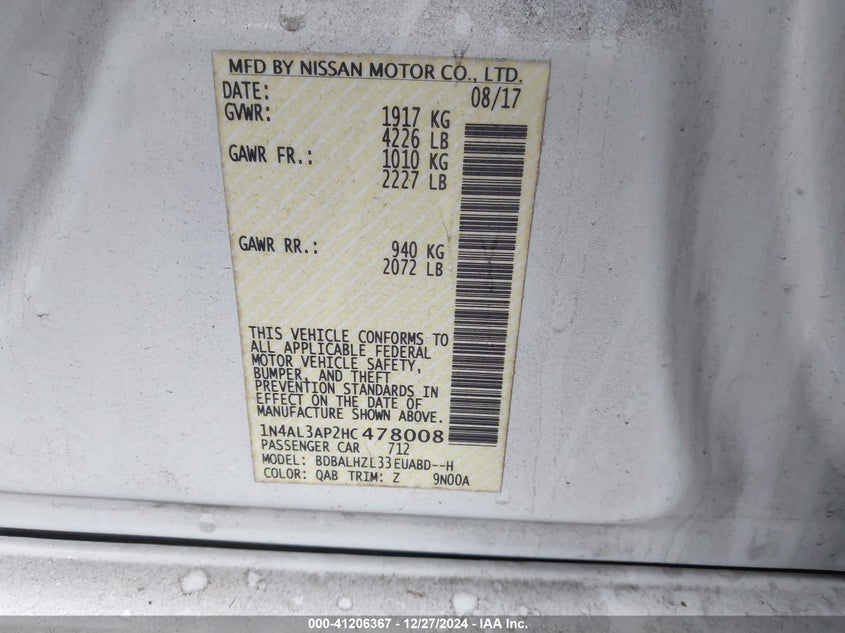 MFD BY NISSAN MOTOR CO., LTD.
DATE: 08/17
GVWR: 1917 KG
4226 LB
GAWR FR.: 1010 KG
2227 LB
GAWR RR.: 940 KG
2072 LB
THIS VEHICLE CONFORMS TO
ALL APPLICABLE FEDERAL
MOTOR VEHICLE SAFETY,
BUMPER, AND THEFT
PREVENTION STANDARDS IN
EFFECT ON THE DATE OF
MANUFACTURE SHOWN ABOVE.
1N4AL3AP2HC478008
PASSENGER CAR 712
MODEL: BDBALHZL33EUABD--H
COLOR: QAB TRIM: Z 9N00A
000-41206367 — 12/27/2024 — IAA Inc.